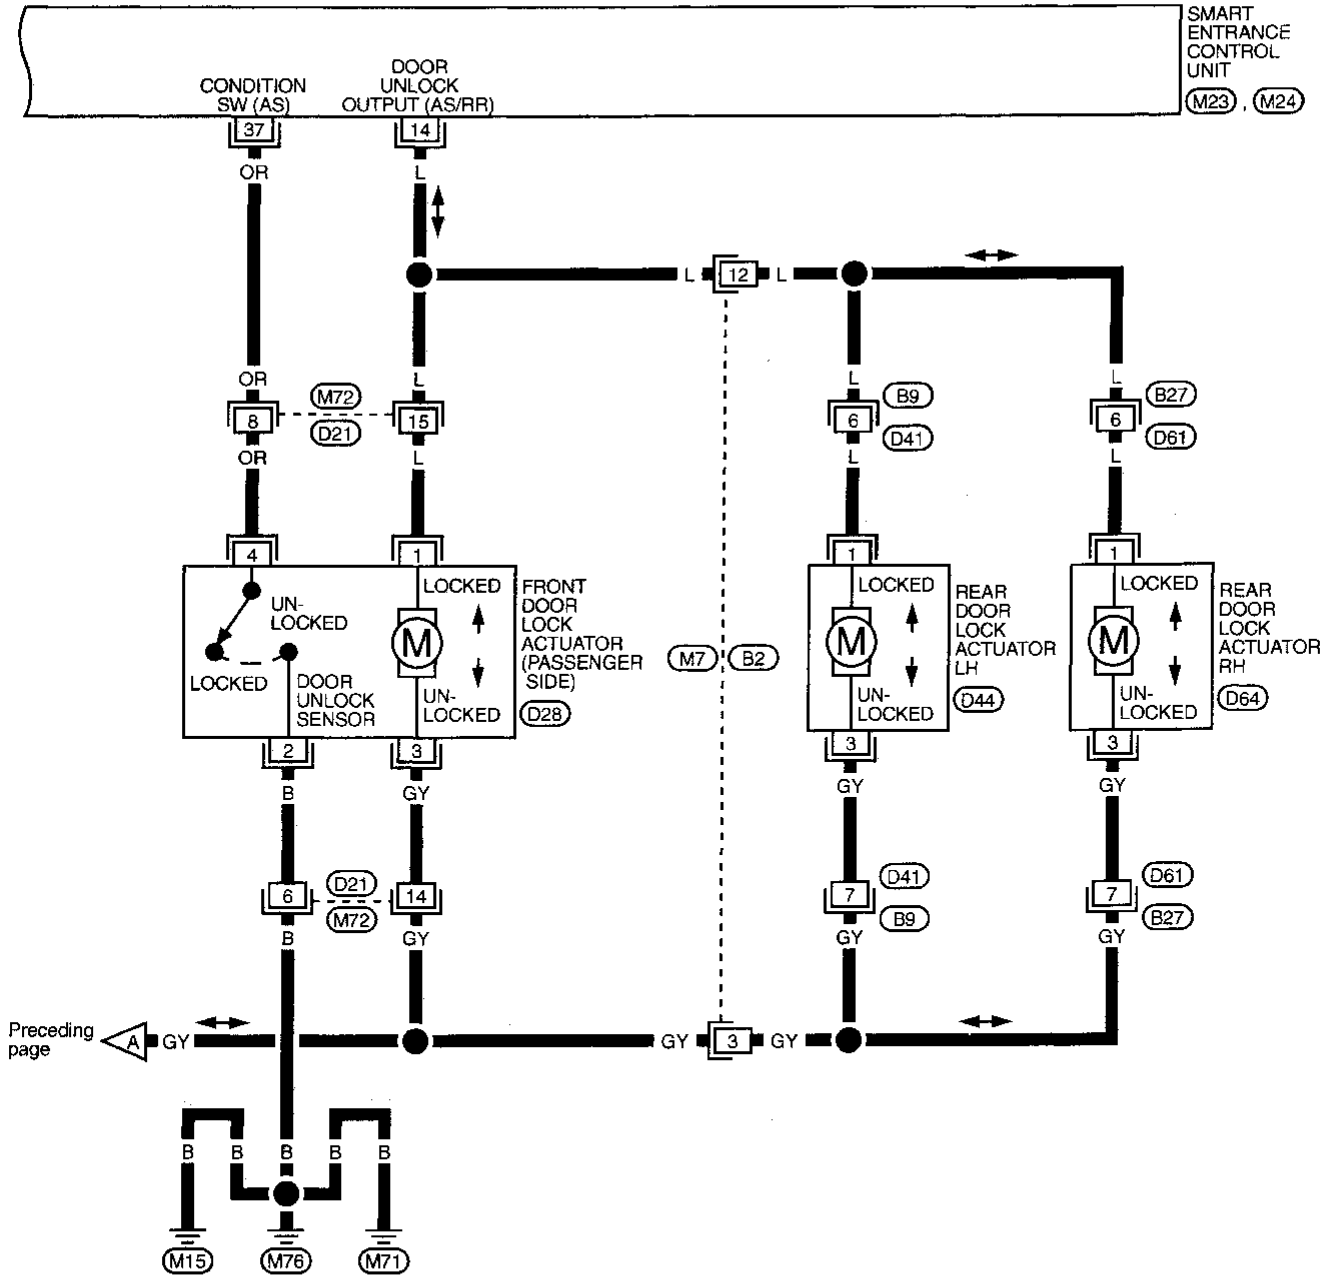 SMART
ENTRANCE
CONTROL
UNIT
M23 , M24
CONDITION
SW (AS)
DOOR
UNLOCK
OUTPUT (AS/RR)
37
14
OR
L
L
12
L
OR
L
L
L
M72
B9
B27
8
15
6
6
D21
D41
D61
OR
L
L
L
4
1
1
1
UN-
LOCKED
LOCKED
DOOR
UNLOCK
SENSOR
LOCKED
M
UN-
LOCKED
FRONT
DOOR
LOCK
ACTUATOR
(PASSENGER
SIDE)
D28
M7
B2
LOCKED
M
UN-
LOCKED
REAR
DOOR
LOCK
ACTUATOR
LH
D44
LOCKED
M
UN-
LOCKED
REAR
DOOR
LOCK
ACTUATOR
RH
D64
2
3
3
3
B
GY
GY
GY
D21
D41
D61
6
14
7
7
M72
B9
B27
B
GY
GY
GY
Preceding
page
A
GY
GY
3
GY
B
B
B
B
B
M15
M76
M71